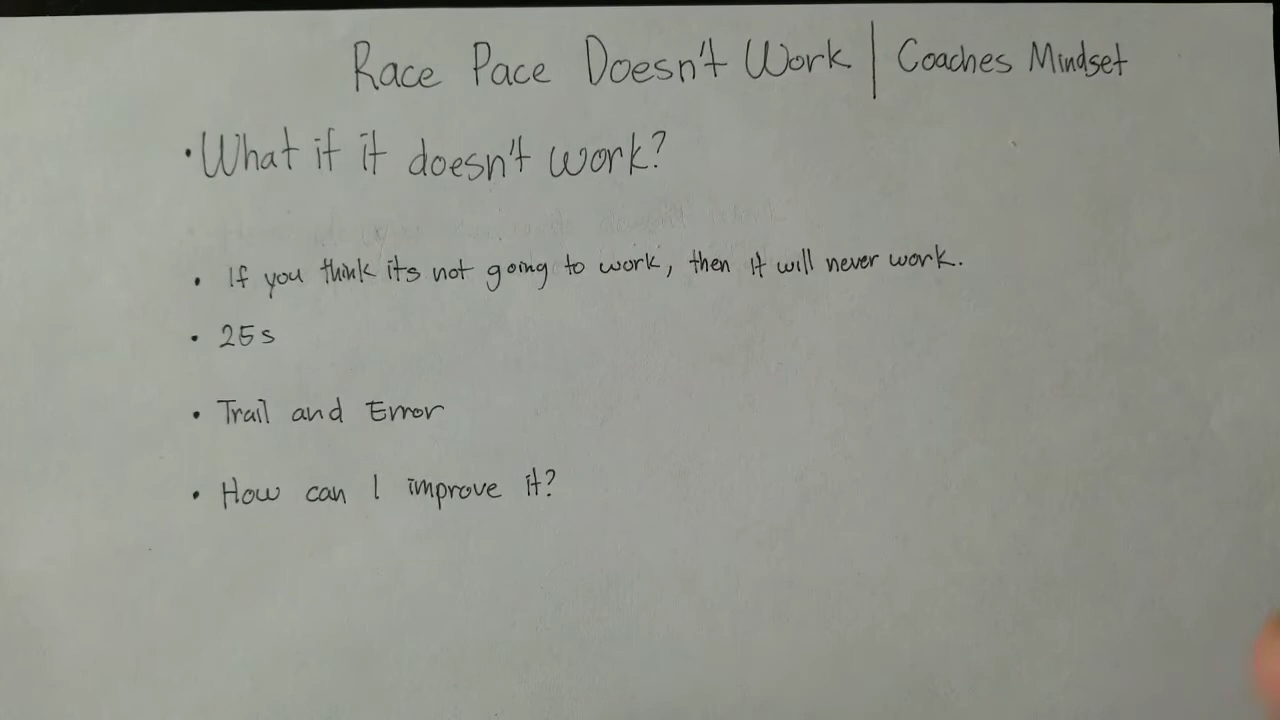 Race Pace Doesn't Work | Coaches Mindset
• What if it doesn't work?
• If you think its not going to work, then it will never work.
• 25s
• Trail and Error
• How can I improve it?